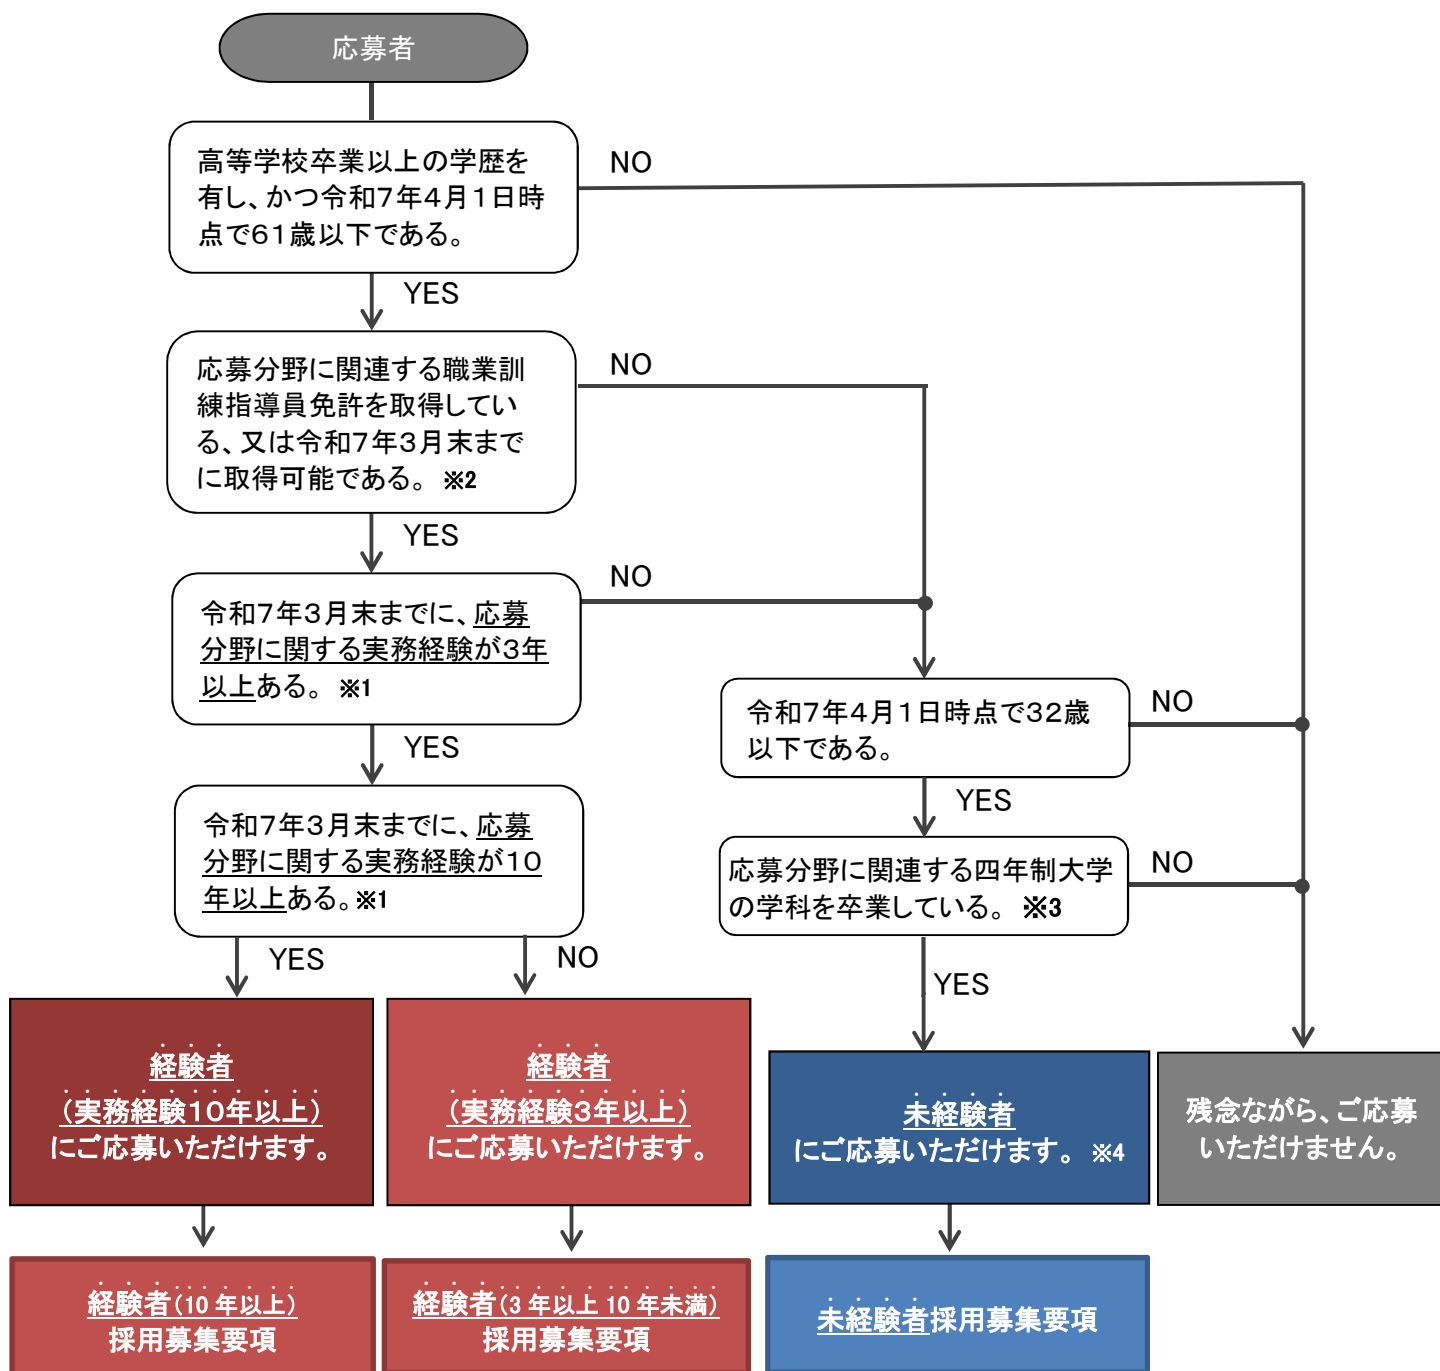 応募者
高等学校卒業以上の学歴を
有し、かつ令和7年4月1日時
点で61歳以下である。
NO
YES
応募分野に関連する職業訓
練指導員免許を取得してい
る、又は令和7年3月末まで
に取得可能である。 ※2
NO
YES
令和7年3月末までに、応募
分野に関する実務経験が3年
以上ある。 ※1
NO
YES
令和7年4月1日時点で32歳
以下である。
NO
YES
令和7年3月末までに、応募
分野に関する実務経験が10
年以上ある。※1
YES
NO
応募分野に関連する四年制大学
の学科を卒業している。 ※3
NO
YES
経験者
(実務経験10年以上)
にご応募いただけます。
経験者
(実務経験3年以上)
にご応募いただけます。
未経験者
にご応募いただけます。 ※4
残念ながら、ご応募
いただけません。
経験者(10 年以上)
採用募集要項
経験者(3 年以上 10 年未満)
採用募集要項
未経験者採用募集要項